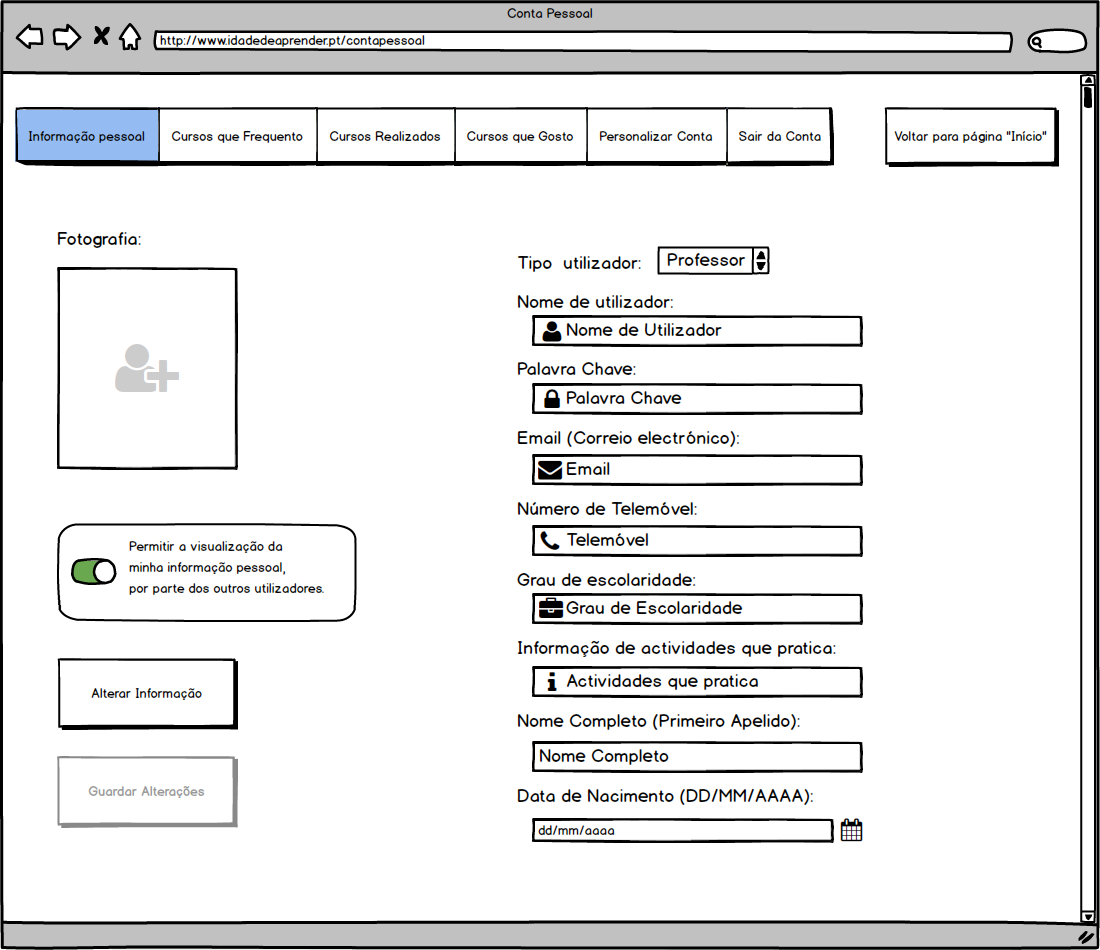 Conta Pessoal
http://www.idadedeaprender.pt/contapessoal
Informação pessoal
Cursos que Frequento
Cursos Realizados
Cursos que Gosto
Personalizar Conta
Sair da Conta
Voltar para página "Início"
Fotografia:
Permitir a visualização da
minha informação pessoal,
por parte dos outros utilizadores.
Alterar Informação
Guardar Alterações
Tipo utilizador:
Professor
Nome de utilizador:
Nome de Utilizador
Palavra Chave:
Palavra Chave
Email (Correio electrónico):
Email
Número de Telemóvel:
Telemóvel
Grau de escolaridade:
Grau de Escolaridade
Informação de actividades que pratica:
Actividades que pratica
Nome Completo (Primeiro Apelido):
Nome Completo
Data de Nacimento (DD/MM/AAAA):
dd/mm/aaaa